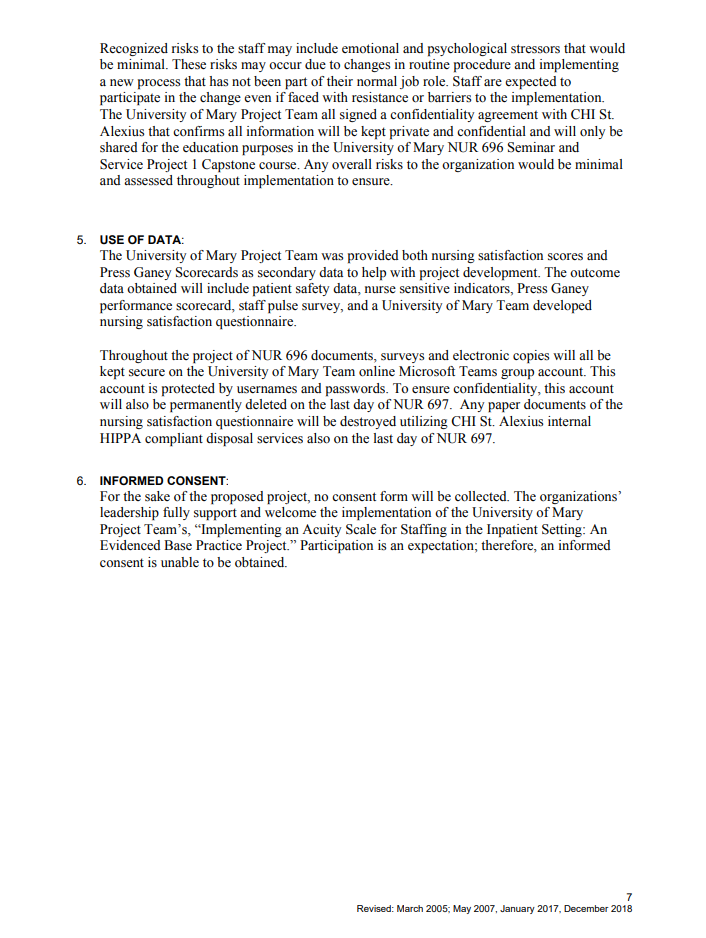 Recognized risks to the staff may include emotional and psychological stressors that would
be minimal. These risks may occur due to changes in routine procedure and implementing
a new process that has not been part of their normal job role. Staff are expected to
participate in the change even if faced with resistance or barriers to the implementation.
The University of Mary Project Team all signed a confidentiality agreement with CHI St.
Alexius that confirms all information will be kept private and confidential and will only be
shared for the education purposes in the University of Mary NUR 696 Seminar and
Service Project 1 Capstone course. Any overall risks to the organization would be minimal
and assessed throughout implementation to ensure.
5. USE OF DATA:
The University of Mary Project Team was provided both nursing satisfaction scores and
Press Ganey Scorecards as secondary data to help with project development. The outcome
data obtained will include patient safety data, nurse sensitive indicators, Press Ganey
performance scorecard, staff pulse survey, and a University of Mary Team developed
nursing satisfaction questionnaire.
Throughout the project of NUR 696 documents, surveys and electronic copies will all be
kept secure on the University of Mary Team online Microsoft Teams group account. This
account is protected by usernames and passwords. To ensure confidentiality, this account
will also be permanently deleted on the last day of NUR 697. Any paper documents of the
nursing satisfaction questionnaire will be destroyed utilizing CHI St. Alexius internal
HIPPA compliant disposal services also on the last day of NUR 697.
6. INFORMED CONSENT:
For the sake of the proposed project, no consent form will be collected. The organizations’
leadership fully support and welcome the implementation of the University of Mary
Project Team’s, “Implementing an Acuity Scale for Staffing in the Inpatient Setting: An
Evidenced Base Practice Project.” Participation is an expectation; therefore, an informed
consent is unable to be obtained.
7
Revised: March 2005; May 2007, January 2017, December 2018